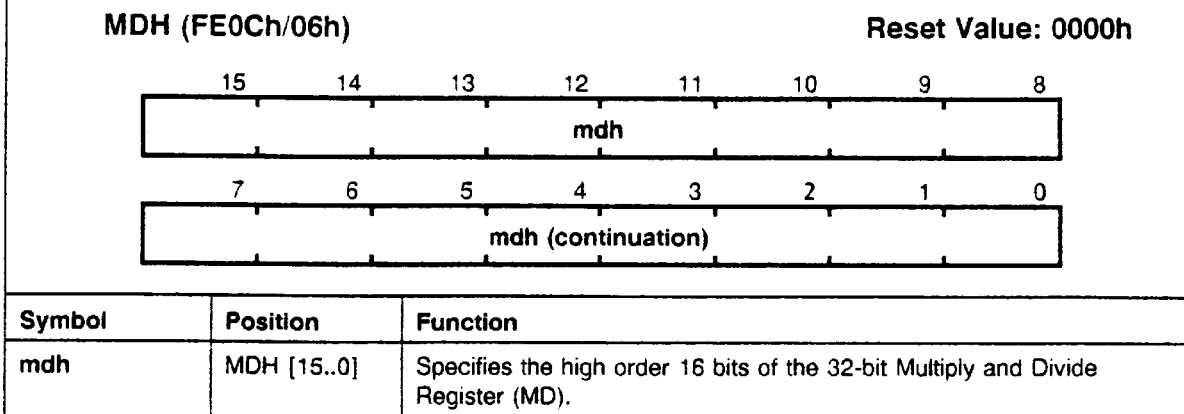 MDH (FE0Ch/06h) Reset Value: 0000h
15 14 13 12 11 10 9 8
mdh
7 6 5 4 3 2 1 0
mdh (continuation)
Symbol Position Function
mdh MDH [15..0] Specifies the high order 16 bits of the 32-bit Multiply and Divide
Register (MD).